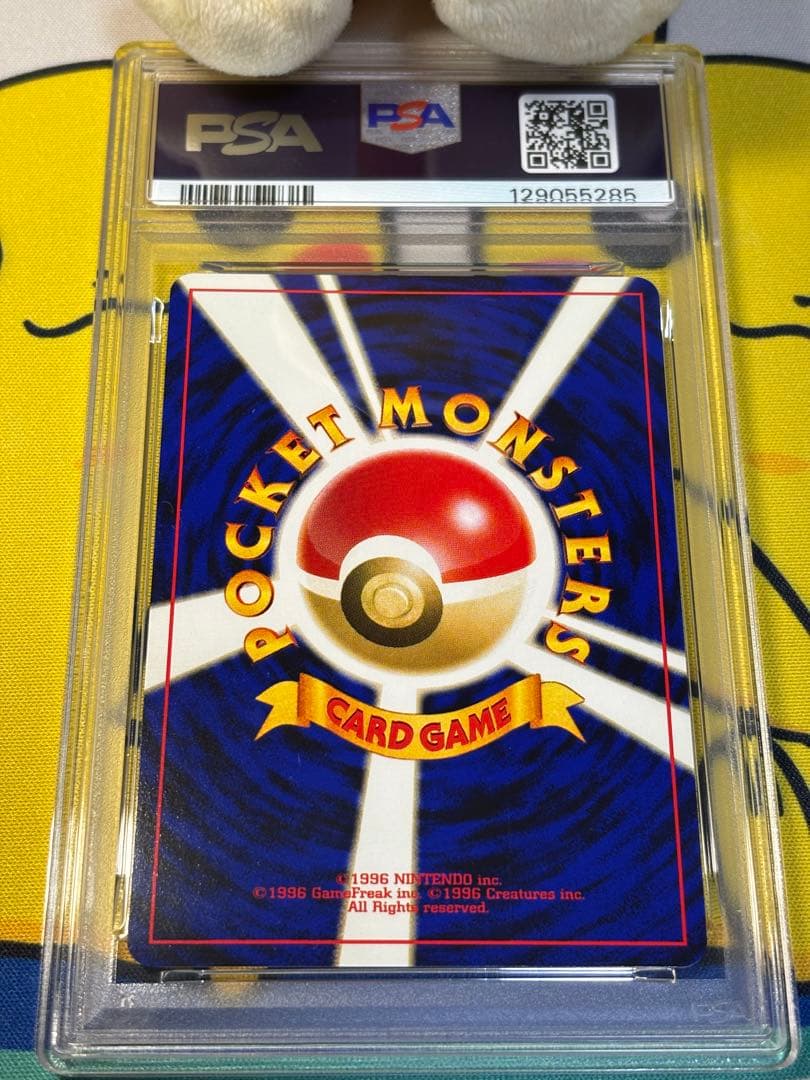 PSA PSA
129055285
POCKET MONSTERS
CARD GAME
©1996 NINTENDO inc.
©1996 GameFreak inc. ©1996 Creatures inc.
All Rights reserved.